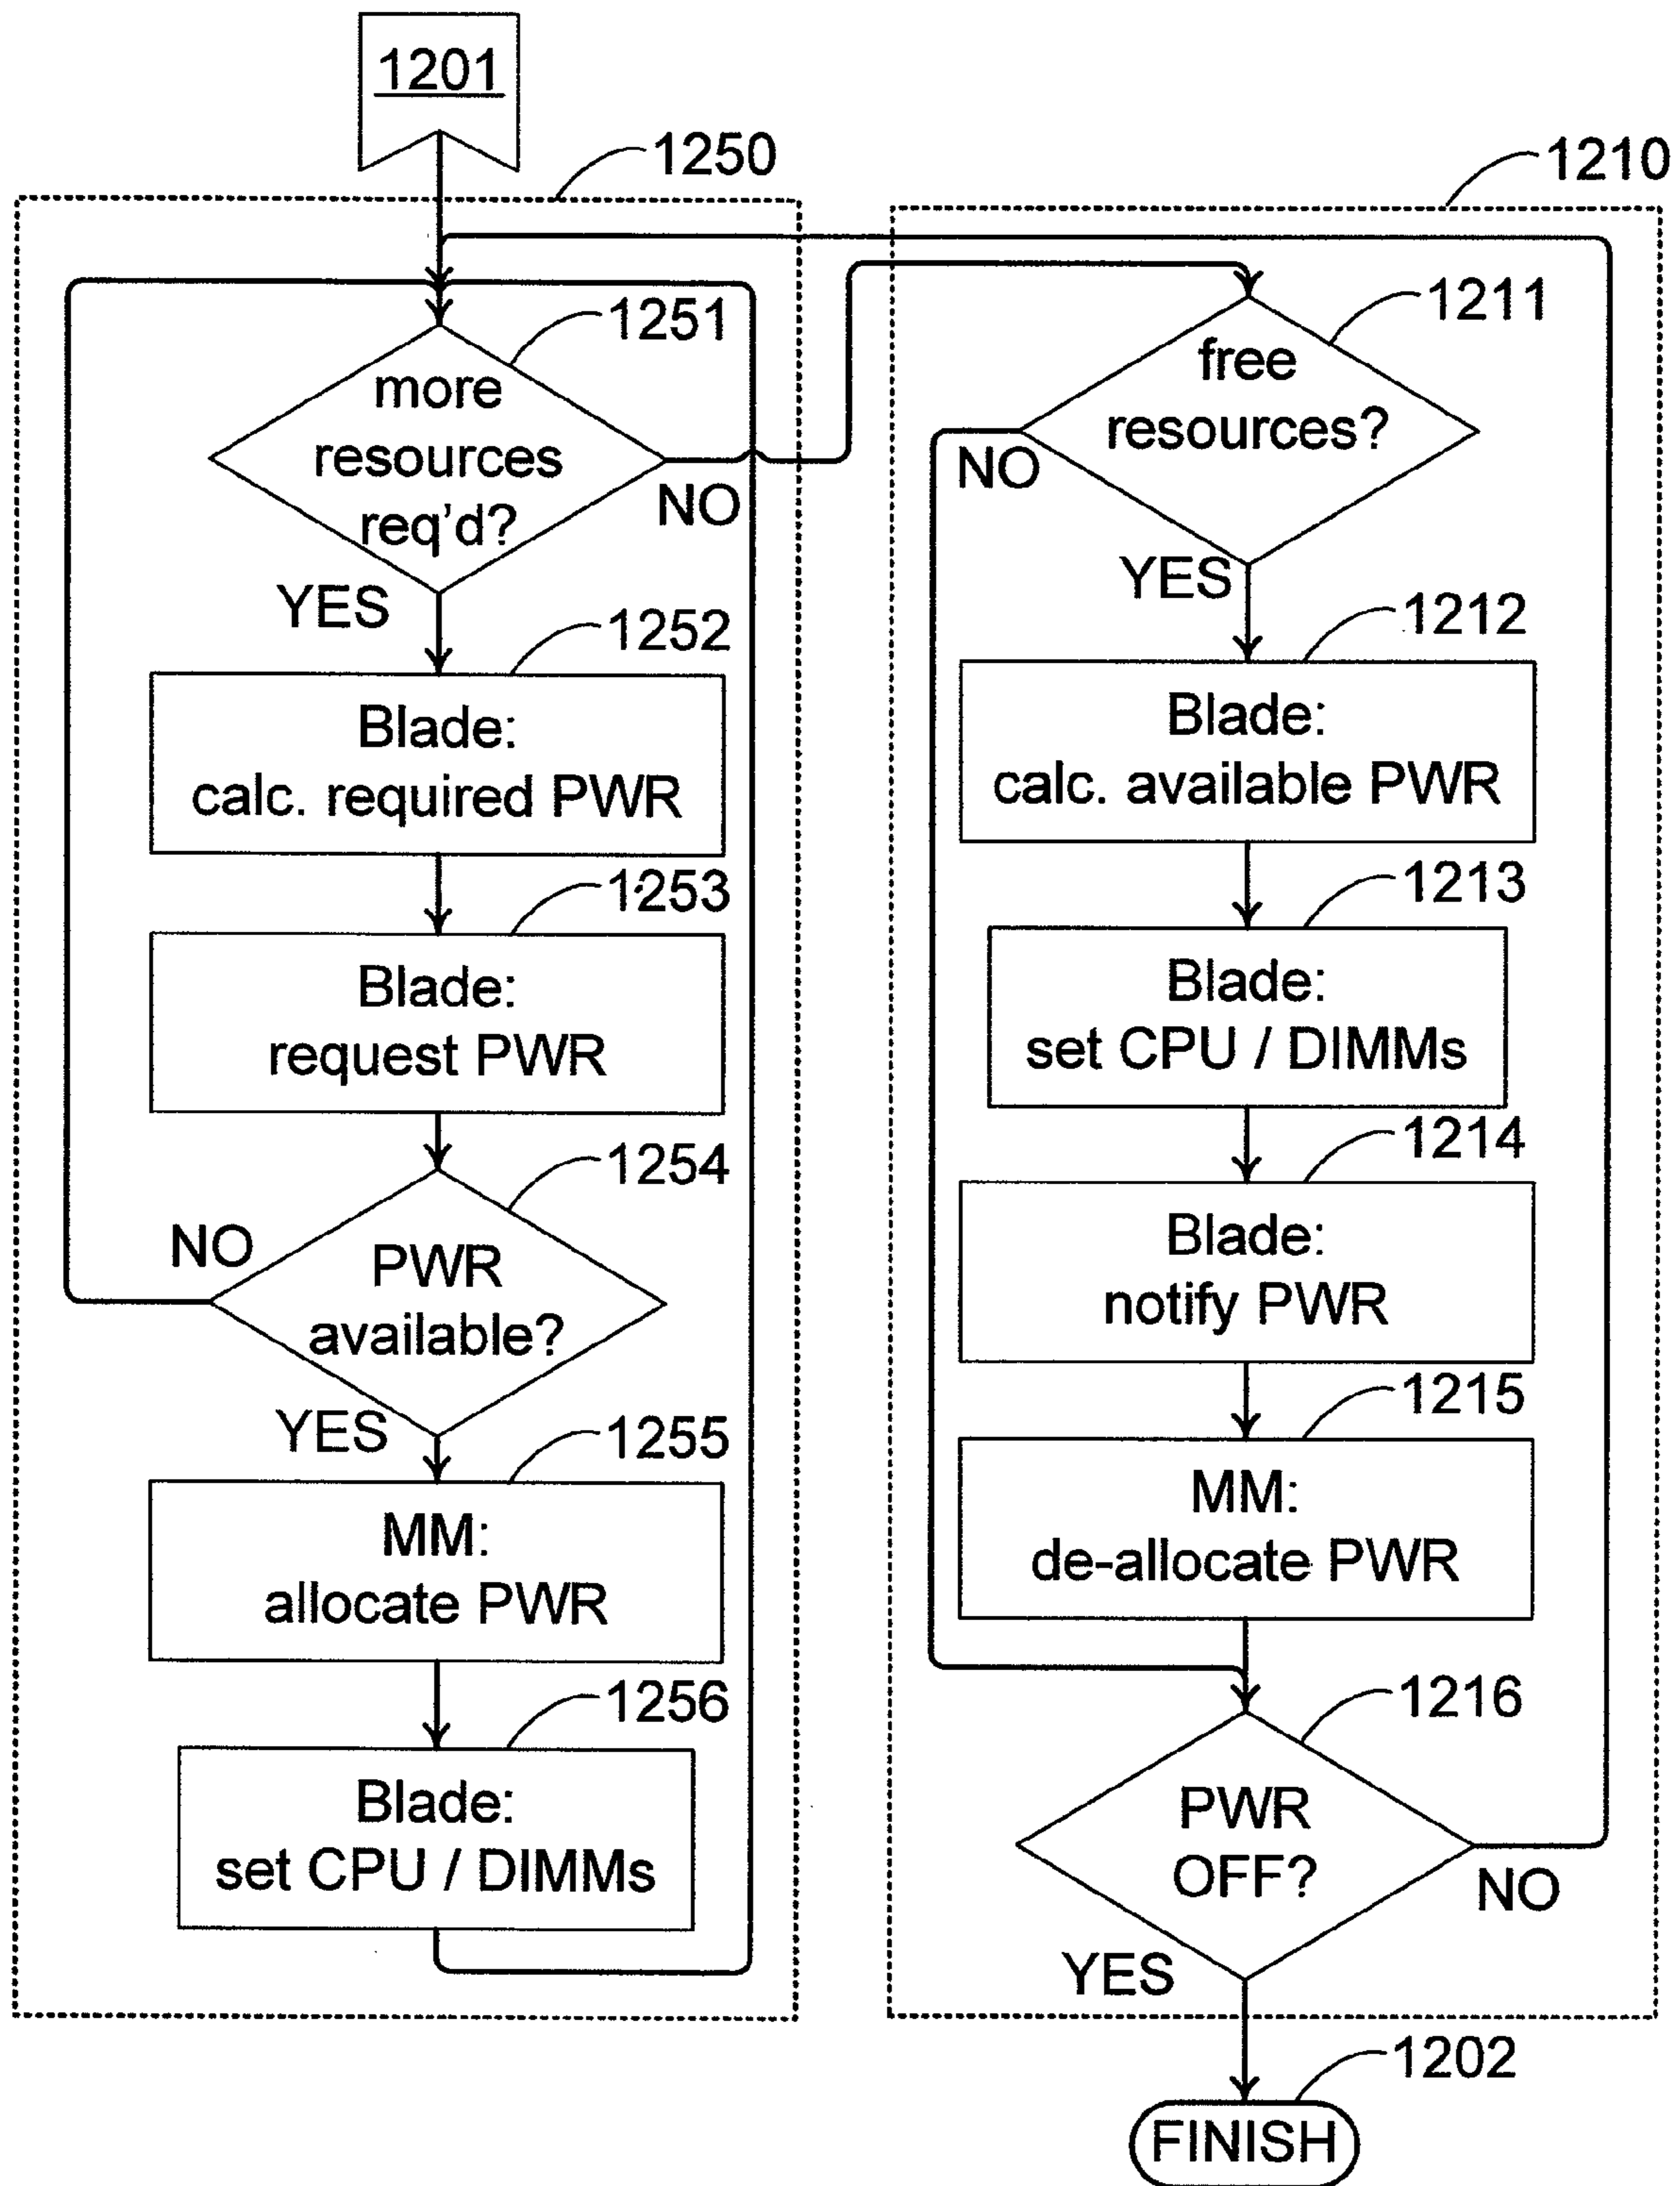 1201
1250
1210
1251
more
resources
req'd?
NO
YES
1252
Blade:
calc. required PWR
1253
Blade:
request PWR
1254
NO
PWR
available?
YES
1255
MM:
allocate PWR
1256
Blade:
set CPU / DIMMs
1211
free
resources?
NO
YES
1212
Blade:
calc. available PWR
1213
Blade:
set CPU / DIMMs
1214
Blade:
notify PWR
1215
MM:
de-allocate PWR
1216
PWR
OFF?
NO
YES
1202
FINISH